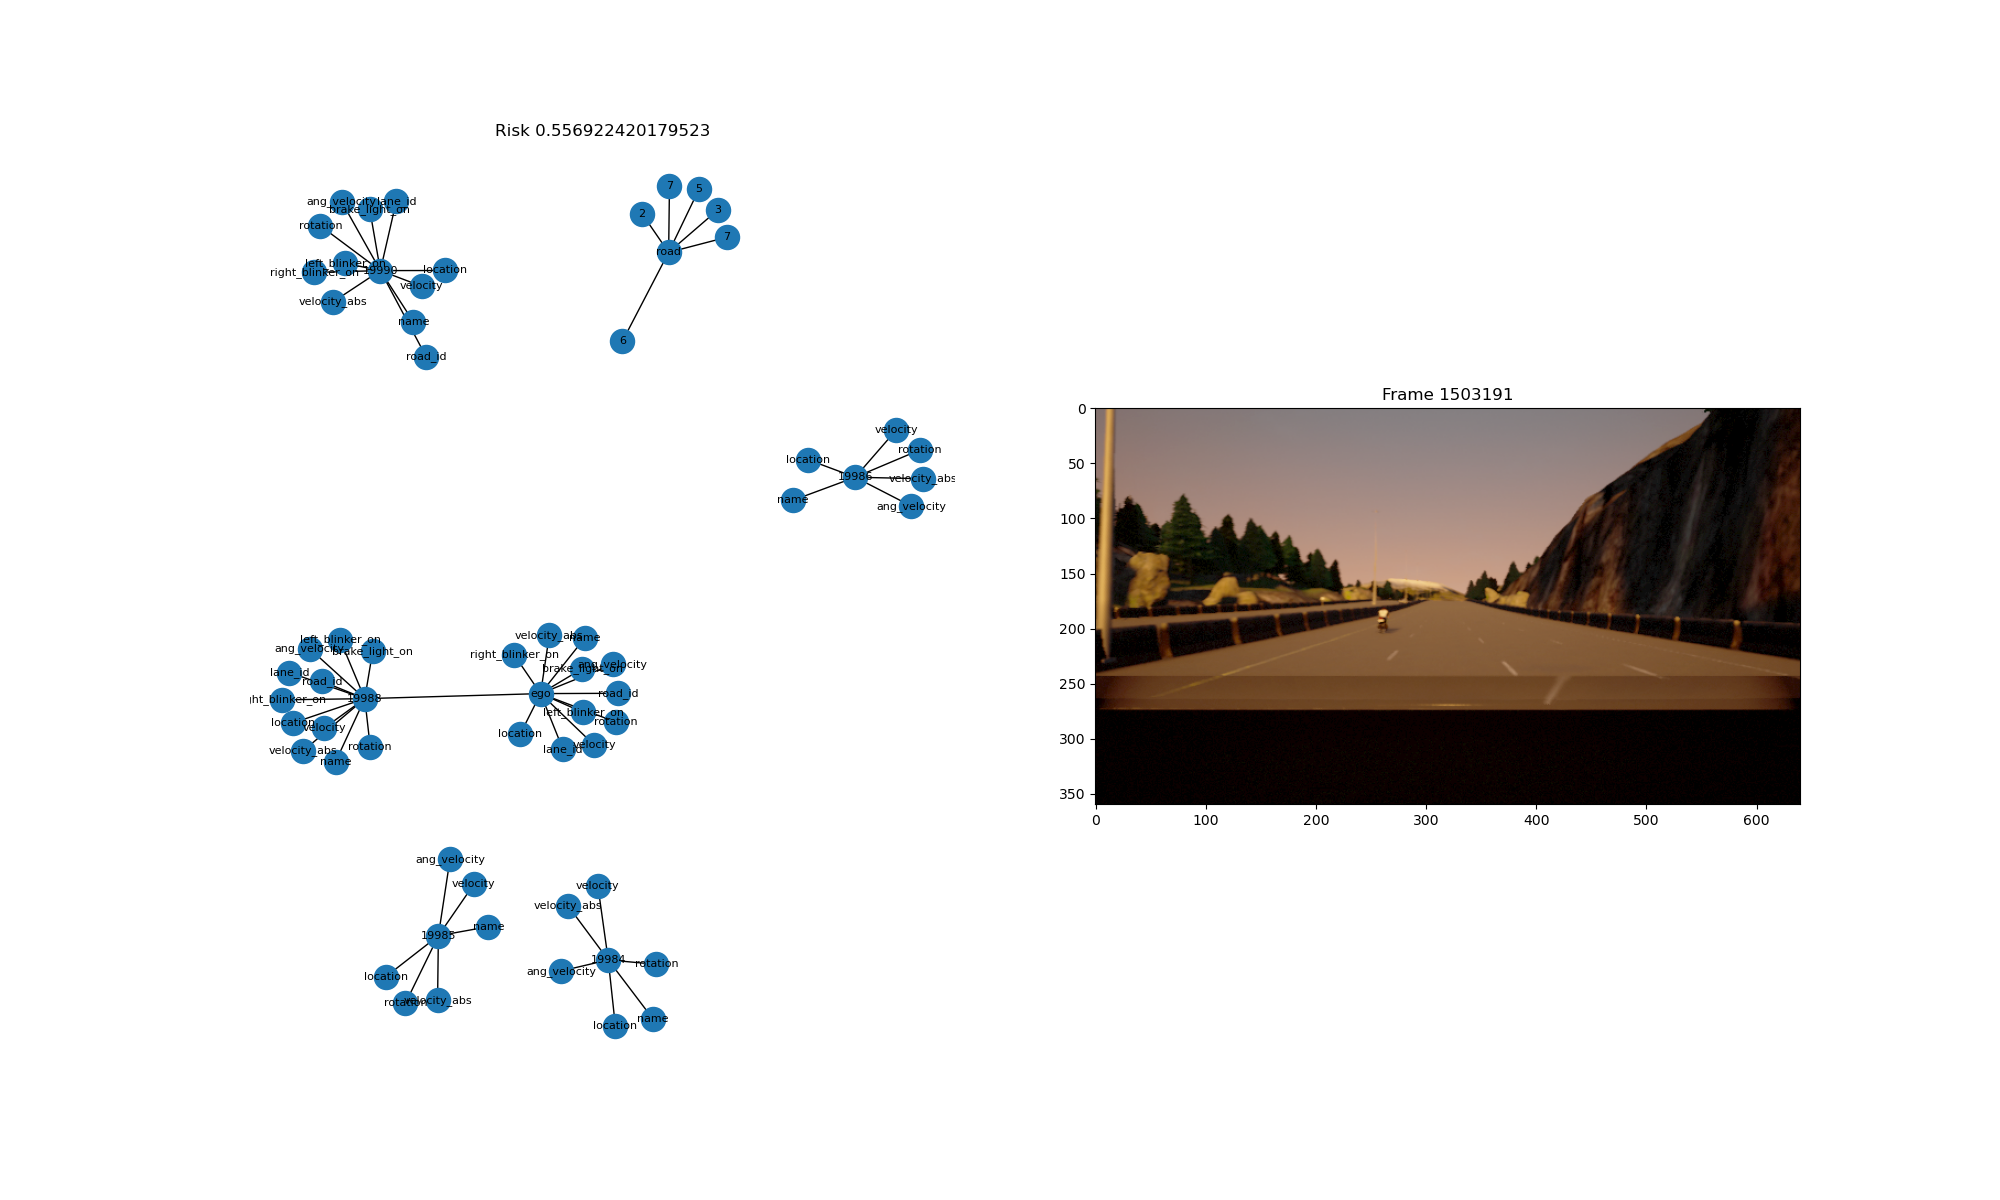 Risk 0.556922420179523
ang_velocity
lane_id
brake_light_on
rotation
left_blinker_on
right_blinker_on
19990
location
velocity
velocity_abs
name
road_id
7
5
2
3
7
road
6
velocity
rotation
location
19986
velocity_abs
name
ang_velocity
left_blinker_on
ang_velocity
brake_light_on
lane_id
road_id
ht_blinker_on
19988
location
velocity
velocity_abs
rotation
name
velocity_abs
name
right_blinker_on
ang_velocity
brake_light_on
ego
road_id
left_blinker_on
rotation
location
lane_id
velocity
ang_velocity
velocity
name
19985
location
rotation
velocity_abs
velocity
velocity_abs
19984
rotation
ang_velocity
name
location
Frame 1503191
0
50
100
150
200
250
300
350
0
100
200
300
400
500
600